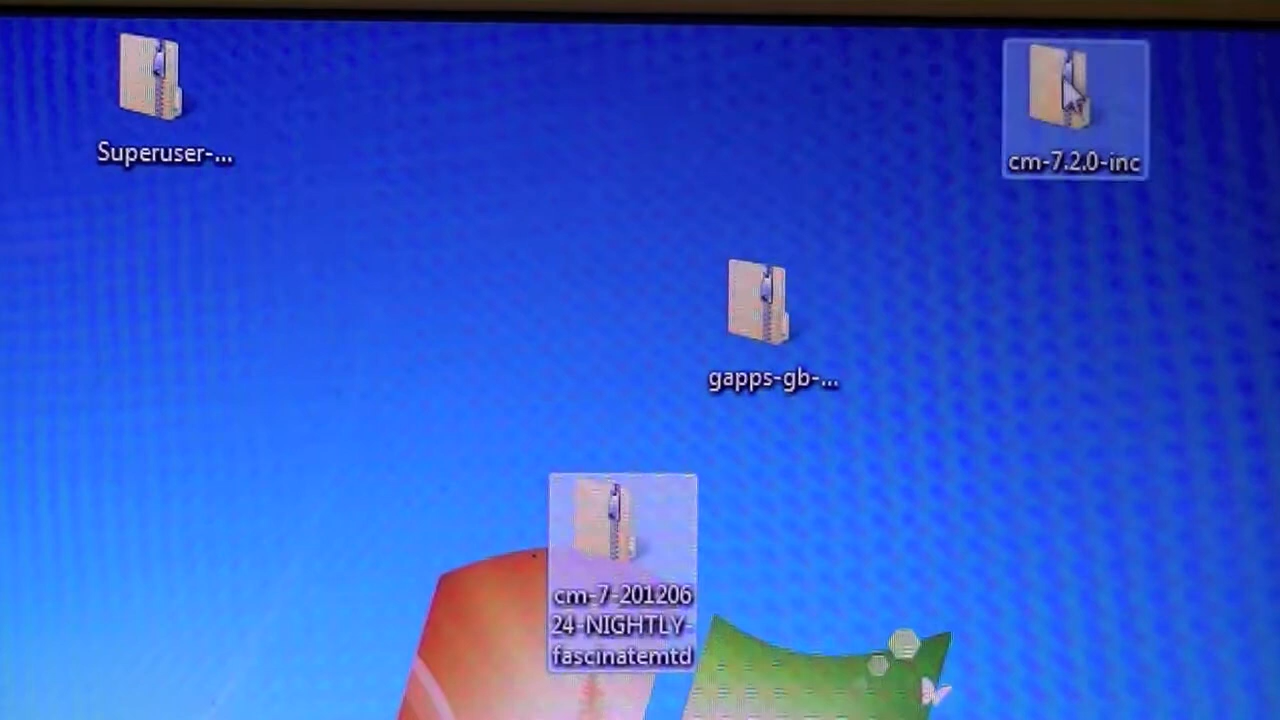 Superuser-...
cm-7.2.0-inc
gapps-gb-...
cm-7-201206
24-NIGHTLY-
fascinatemtd